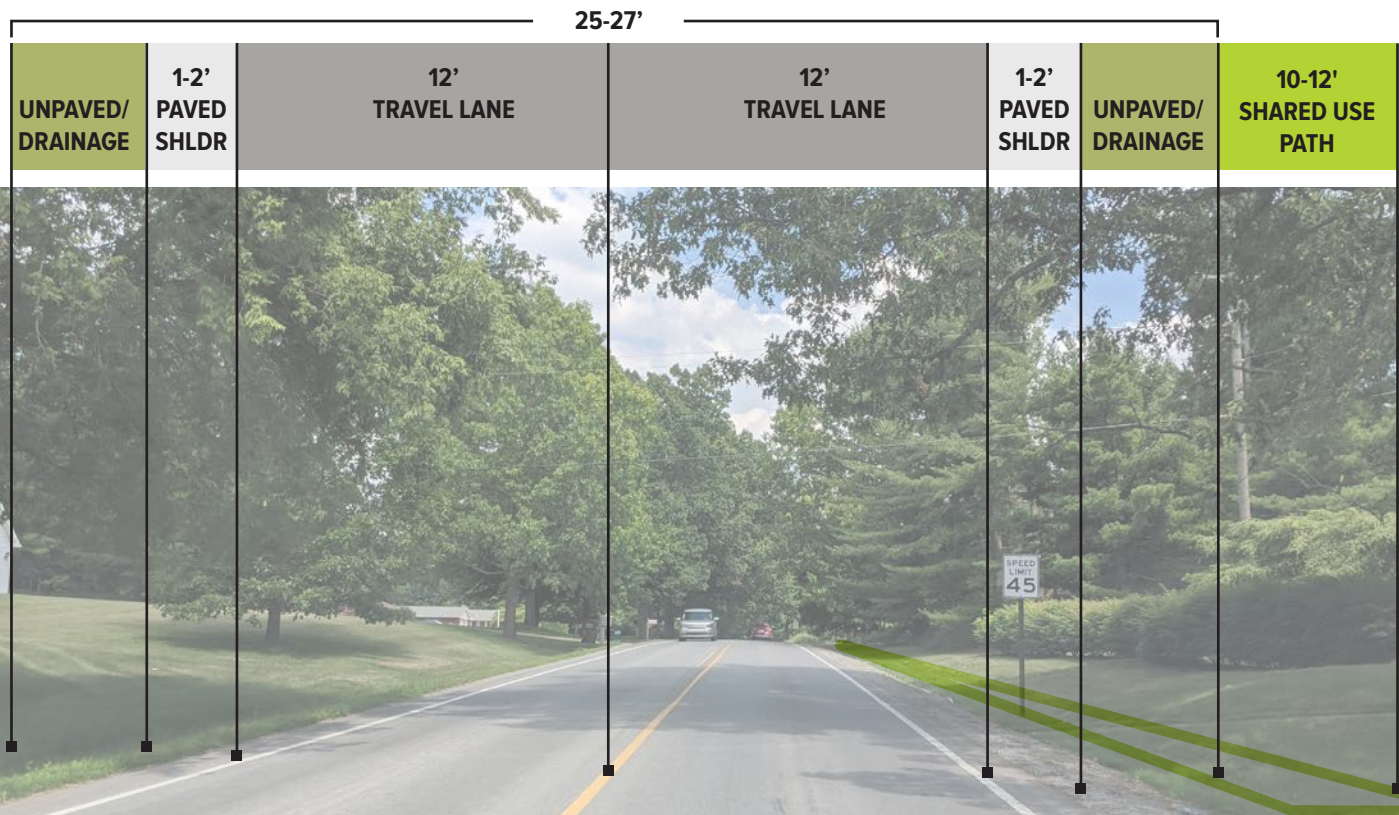 25-27’
UNPAVED/
DRAINAGE
1-2’
PAVED
SHLDR
12’
TRAVEL LANE
12’
TRAVEL LANE
1-2’
PAVED
SHLDR
UNPAVED/
DRAINAGE
10-12'
SHARED USE
PATH
SPEED
LIMIT
45